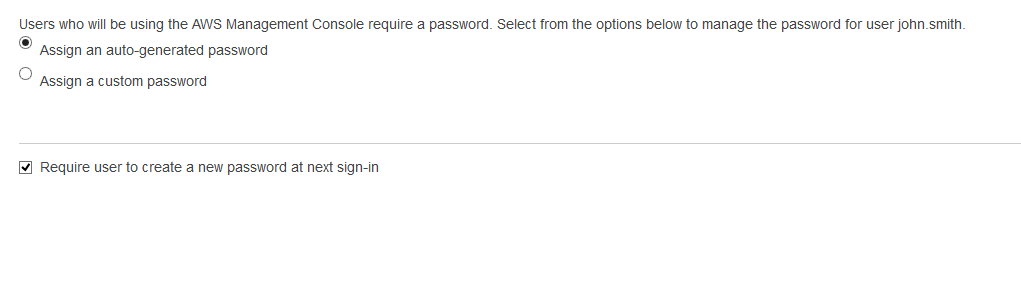 Users who will be using the AWS Management Console require a password. Select from the options below to manage the password for user john.smith.
Assign an auto-generated password
Assign a custom password
Require user to create a new password at next sign-in